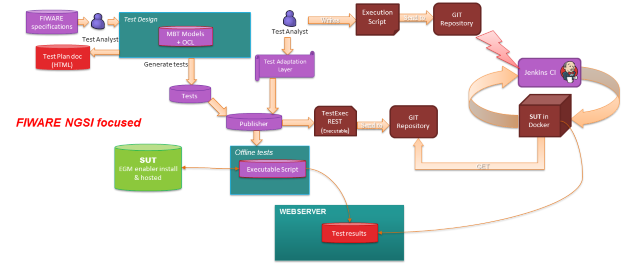 FIWARE
specifications
Test Analyst
Test Design
MBT Models
+ OCL
Test Plan doc
(HTML)
Generate tests
Tests
Test Analyst
Test Adaptation
Layer
Publisher
Execution
Script
GIT
Repository
Jenkins CI
SUT in
Docker
TestExec
REST
(Executable)
GIT
Repository
GET
FIWARE NGSI focused
Offline tests
Executable Script
SUT
EGM enabler install
& hosted
WEBSERVER
Test results